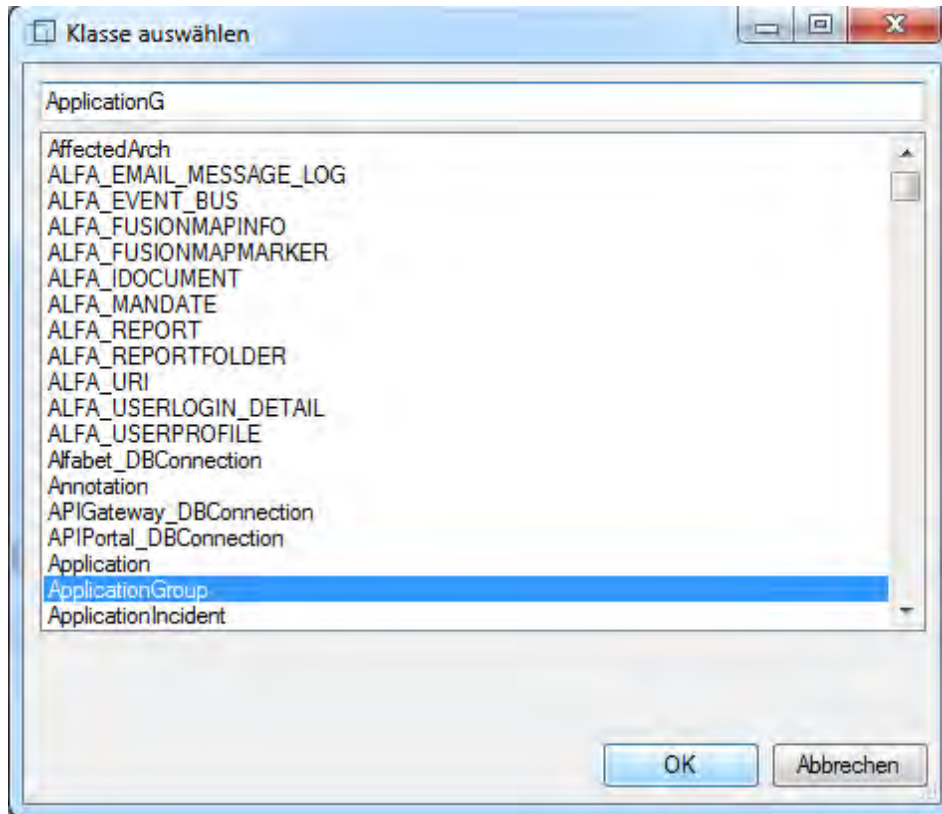 Klasse auswählen
ApplicationG
AffectedArch
ALFA_EMAIL_MESSAGE_LOG
ALFA_EVENT_BUS
ALFA_FUSIONMAPINFO
ALFA_FUSIONMAPMARKER
ALFA_IDOCUMENT
ALFA_MANDATE
ALFA_REPORT
ALFA_REPORTFOLDER
ALFA_URI
ALFA_USERLOGIN_DETAIL
ALFA_USERPROFILE
Alfabet_DBConnection
Annotation
APIGateway_DBConnection
APIPortal_DBConnection
Application
ApplicationGroup
ApplicationIncident
OK Abbrechen